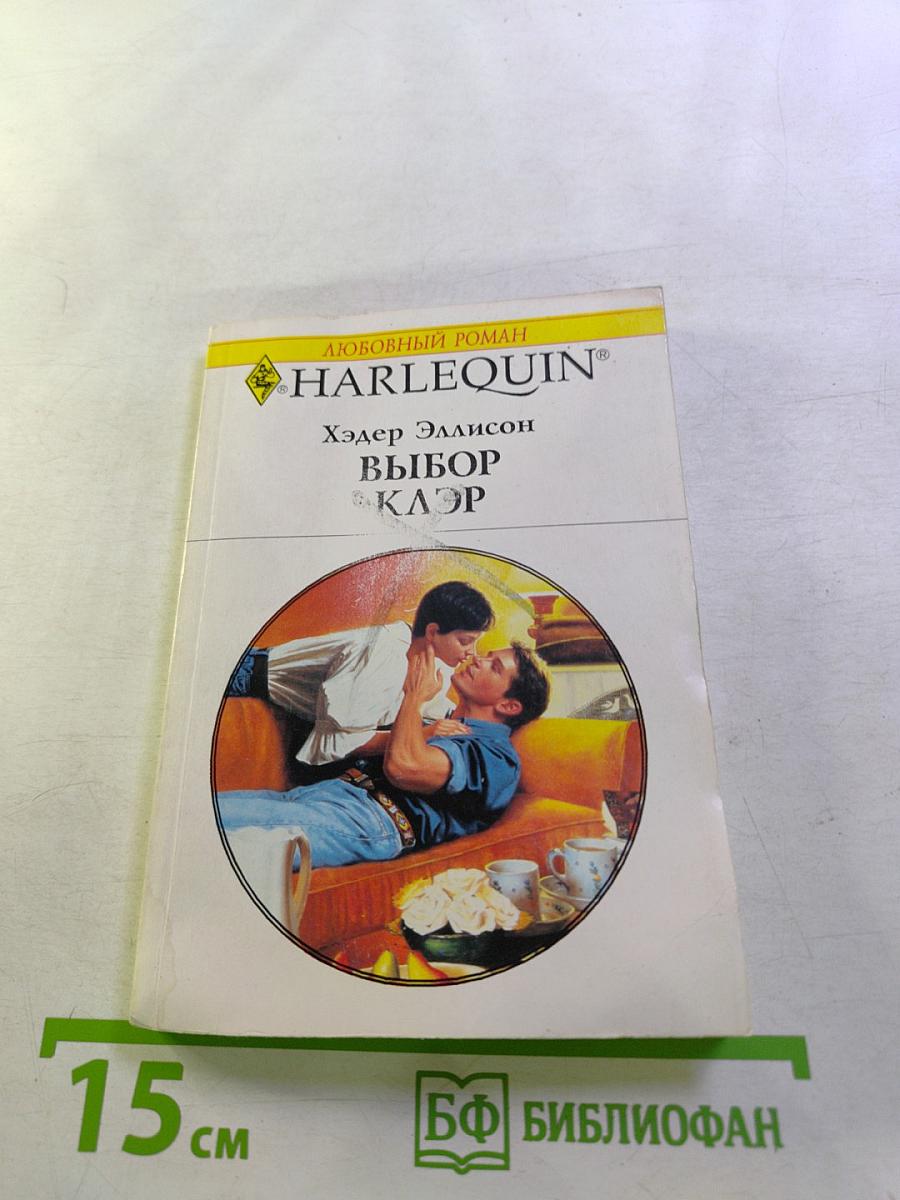 ЛЮБОВНЫЙ РОМАН
®HARLEQUIN®
Хэдер Эллисон
ВЫБОР
КЛЭР
15 см
БФ БИБЛИОФАН